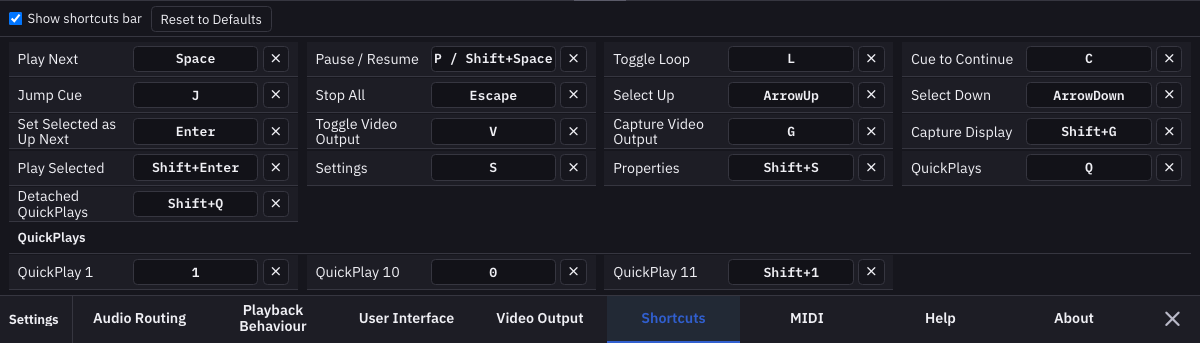 Show shortcuts bar Reset to Defaults
Play Next Space × Pause / Resume P / Shift+Space × Toggle Loop L × Cue to Continue C ×
Jump Cue J × Stop All Escape × Select Up ArrowUp × Select Down ArrowDown ×
Set Selected as Up Next Enter × Toggle Video Output V × Capture Video Output G × Capture Display Shift+G ×
Play Selected Shift+Enter × Settings S × Properties Shift+S × QuickPlays Q ×
Detached QuickPlays Shift+Q ×
QuickPlays
QuickPlay 1 1 × QuickPlay 10 0 × QuickPlay 11 Shift+1 ×
Settings Audio Routing Playback Behaviour User Interface Video Output Shortcuts MIDI Help About ×